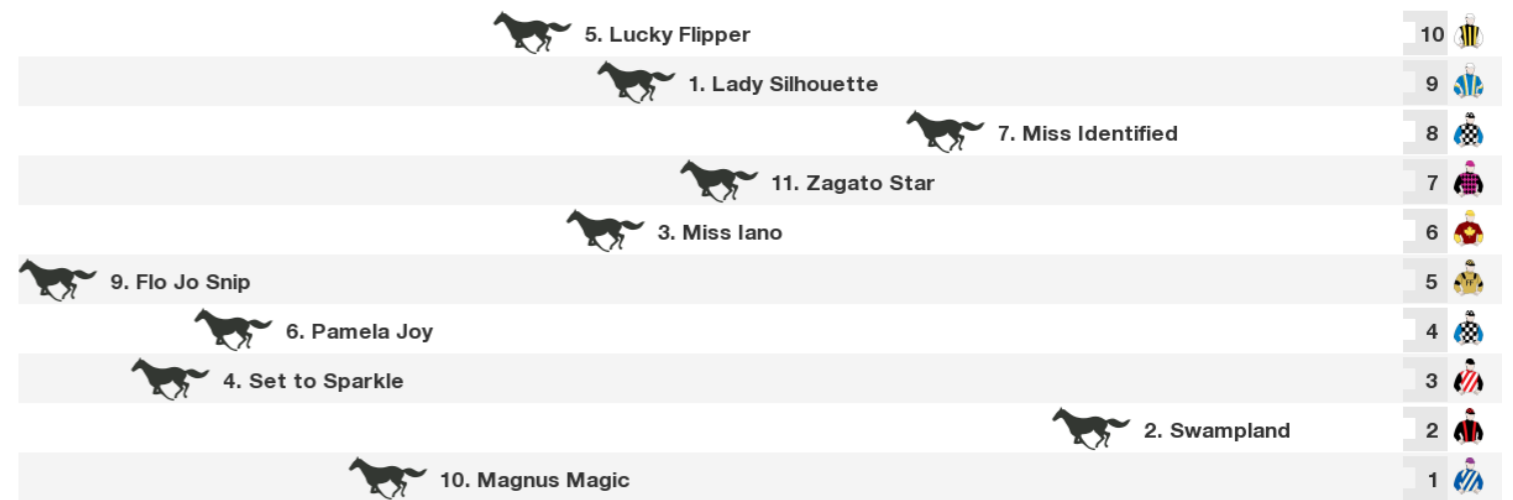 5. Lucky Flipper 10
1. Lady Silhouette 9
7. Miss Identified 8
11. Zagato Star 7
3. Miss Iano 6
9. Flo Jo Snip 5
6. Pamela Joy 4
4. Set to Sparkle 3
2. Swampland 2
10. Magnus Magic 1